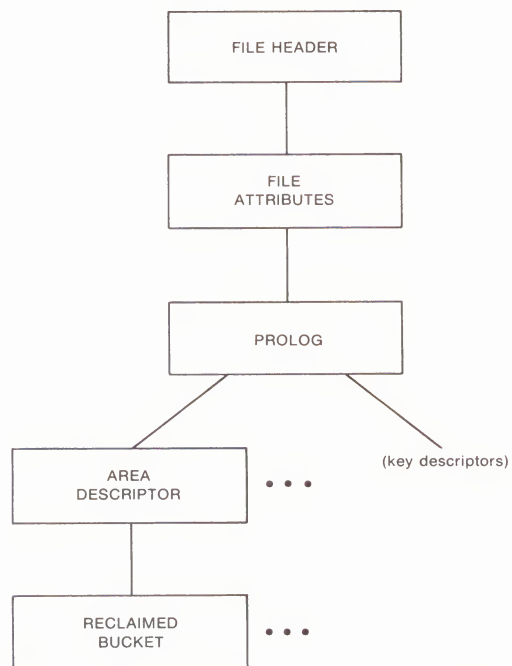 FILE HEADER
FILE
ATTRIBUTES
PROLOG
AREA
DESCRIPTOR
• • •
(key descriptors)
RECLAIMED
BUCKET
• • •